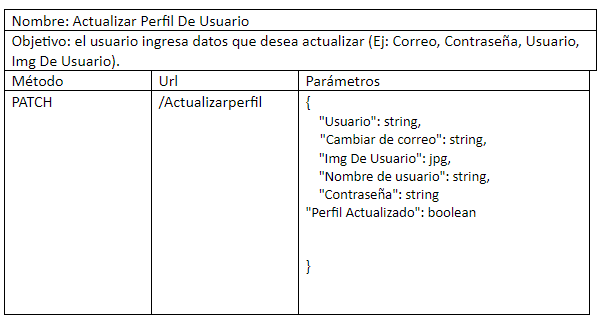 Nombre: Actualizar Perfil De Usuario
Objetivo: el usuario ingresa datos que desea actualizar (Ej: Correo, Contraseña, Usuario,
Img De Usuario).
Método Url Parámetros
PATCH /Actualizarperfil {
"Usuario": string,
"Cambiar de correo": string,
"Img De Usuario": jpg,
"Nombre de usuario": string,
"Contraseña": string
"Perfil Actualizado": boolean
}